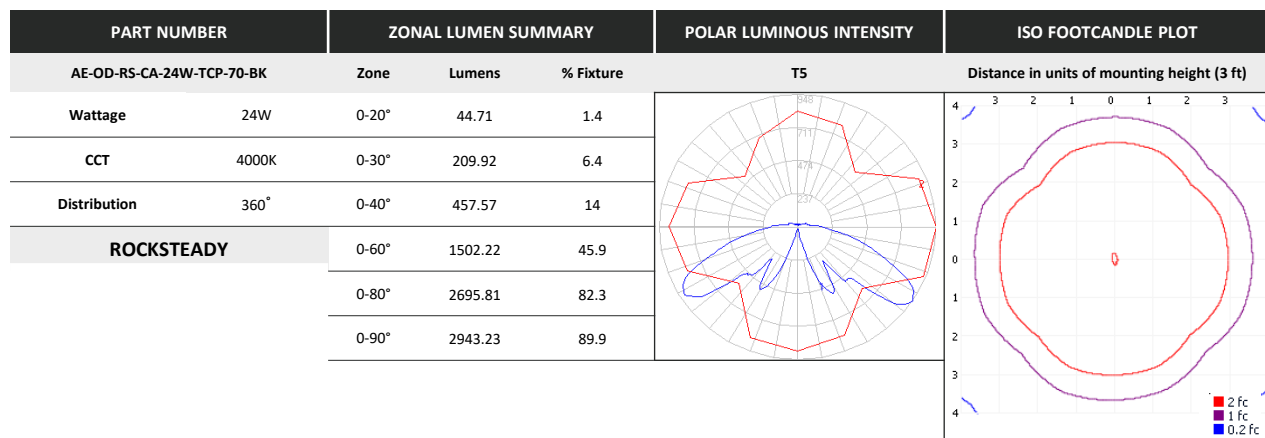 PART NUMBER ZONAL LUMEN SUMMARY POLAR LUMINOUS INTENSITY ISO FOOTCANDLE PLOT
AE-OD-RS-CA-24W-TCP-70-BK Zone Lumens % Fixture T5 Distance in units of mounting height (3 ft)
Wattage 24W 0-20° 44.71 1.4
CCT 4000K 0-30° 209.92 6.4
Distribution 360° 0-40° 457.57 14
ROCKSTEADY 0-60° 1502.22 45.9
0-80° 2695.81 82.3
0-90° 2943.23 89.9
948
711
474
237
2
3 2 1 0 1 2 3
4
3
2
1
0
1
2
3
4
2 fc
1 fc
0.2 fc